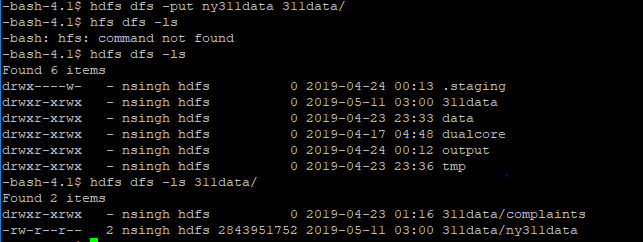 -bash-4.1$ hdfs dfs -put ny311data 311data/
-bash-4.1$ hfs dfs -ls
-bash: hfs: command not found
-bash-4.1$ hdfs dfs -ls
Found 6 items
drwx----w-   - nsingh hdfs          0 2019-04-24 00:13 .staging
drwxr-xrwx   - nsingh hdfs          0 2019-05-11 03:00 311data
drwxr-xrwx   - nsingh hdfs          0 2019-04-23 23:33 data
drwxr-xrwx   - nsingh hdfs          0 2019-04-17 04:48 dualcore
drwxr-xrwx   - nsingh hdfs          0 2019-04-24 00:12 output
drwxr-xrwx   - nsingh hdfs          0 2019-04-23 23:36 tmp
-bash-4.1$ hdfs dfs -ls 311data/
Found 2 items
drwxr-xrwx   - nsingh hdfs          0 2019-04-23 01:16 311data/complaints
-rw-r--r--   2 nsingh hdfs 2843951752 2019-05-11 03:00 311data/ny311data